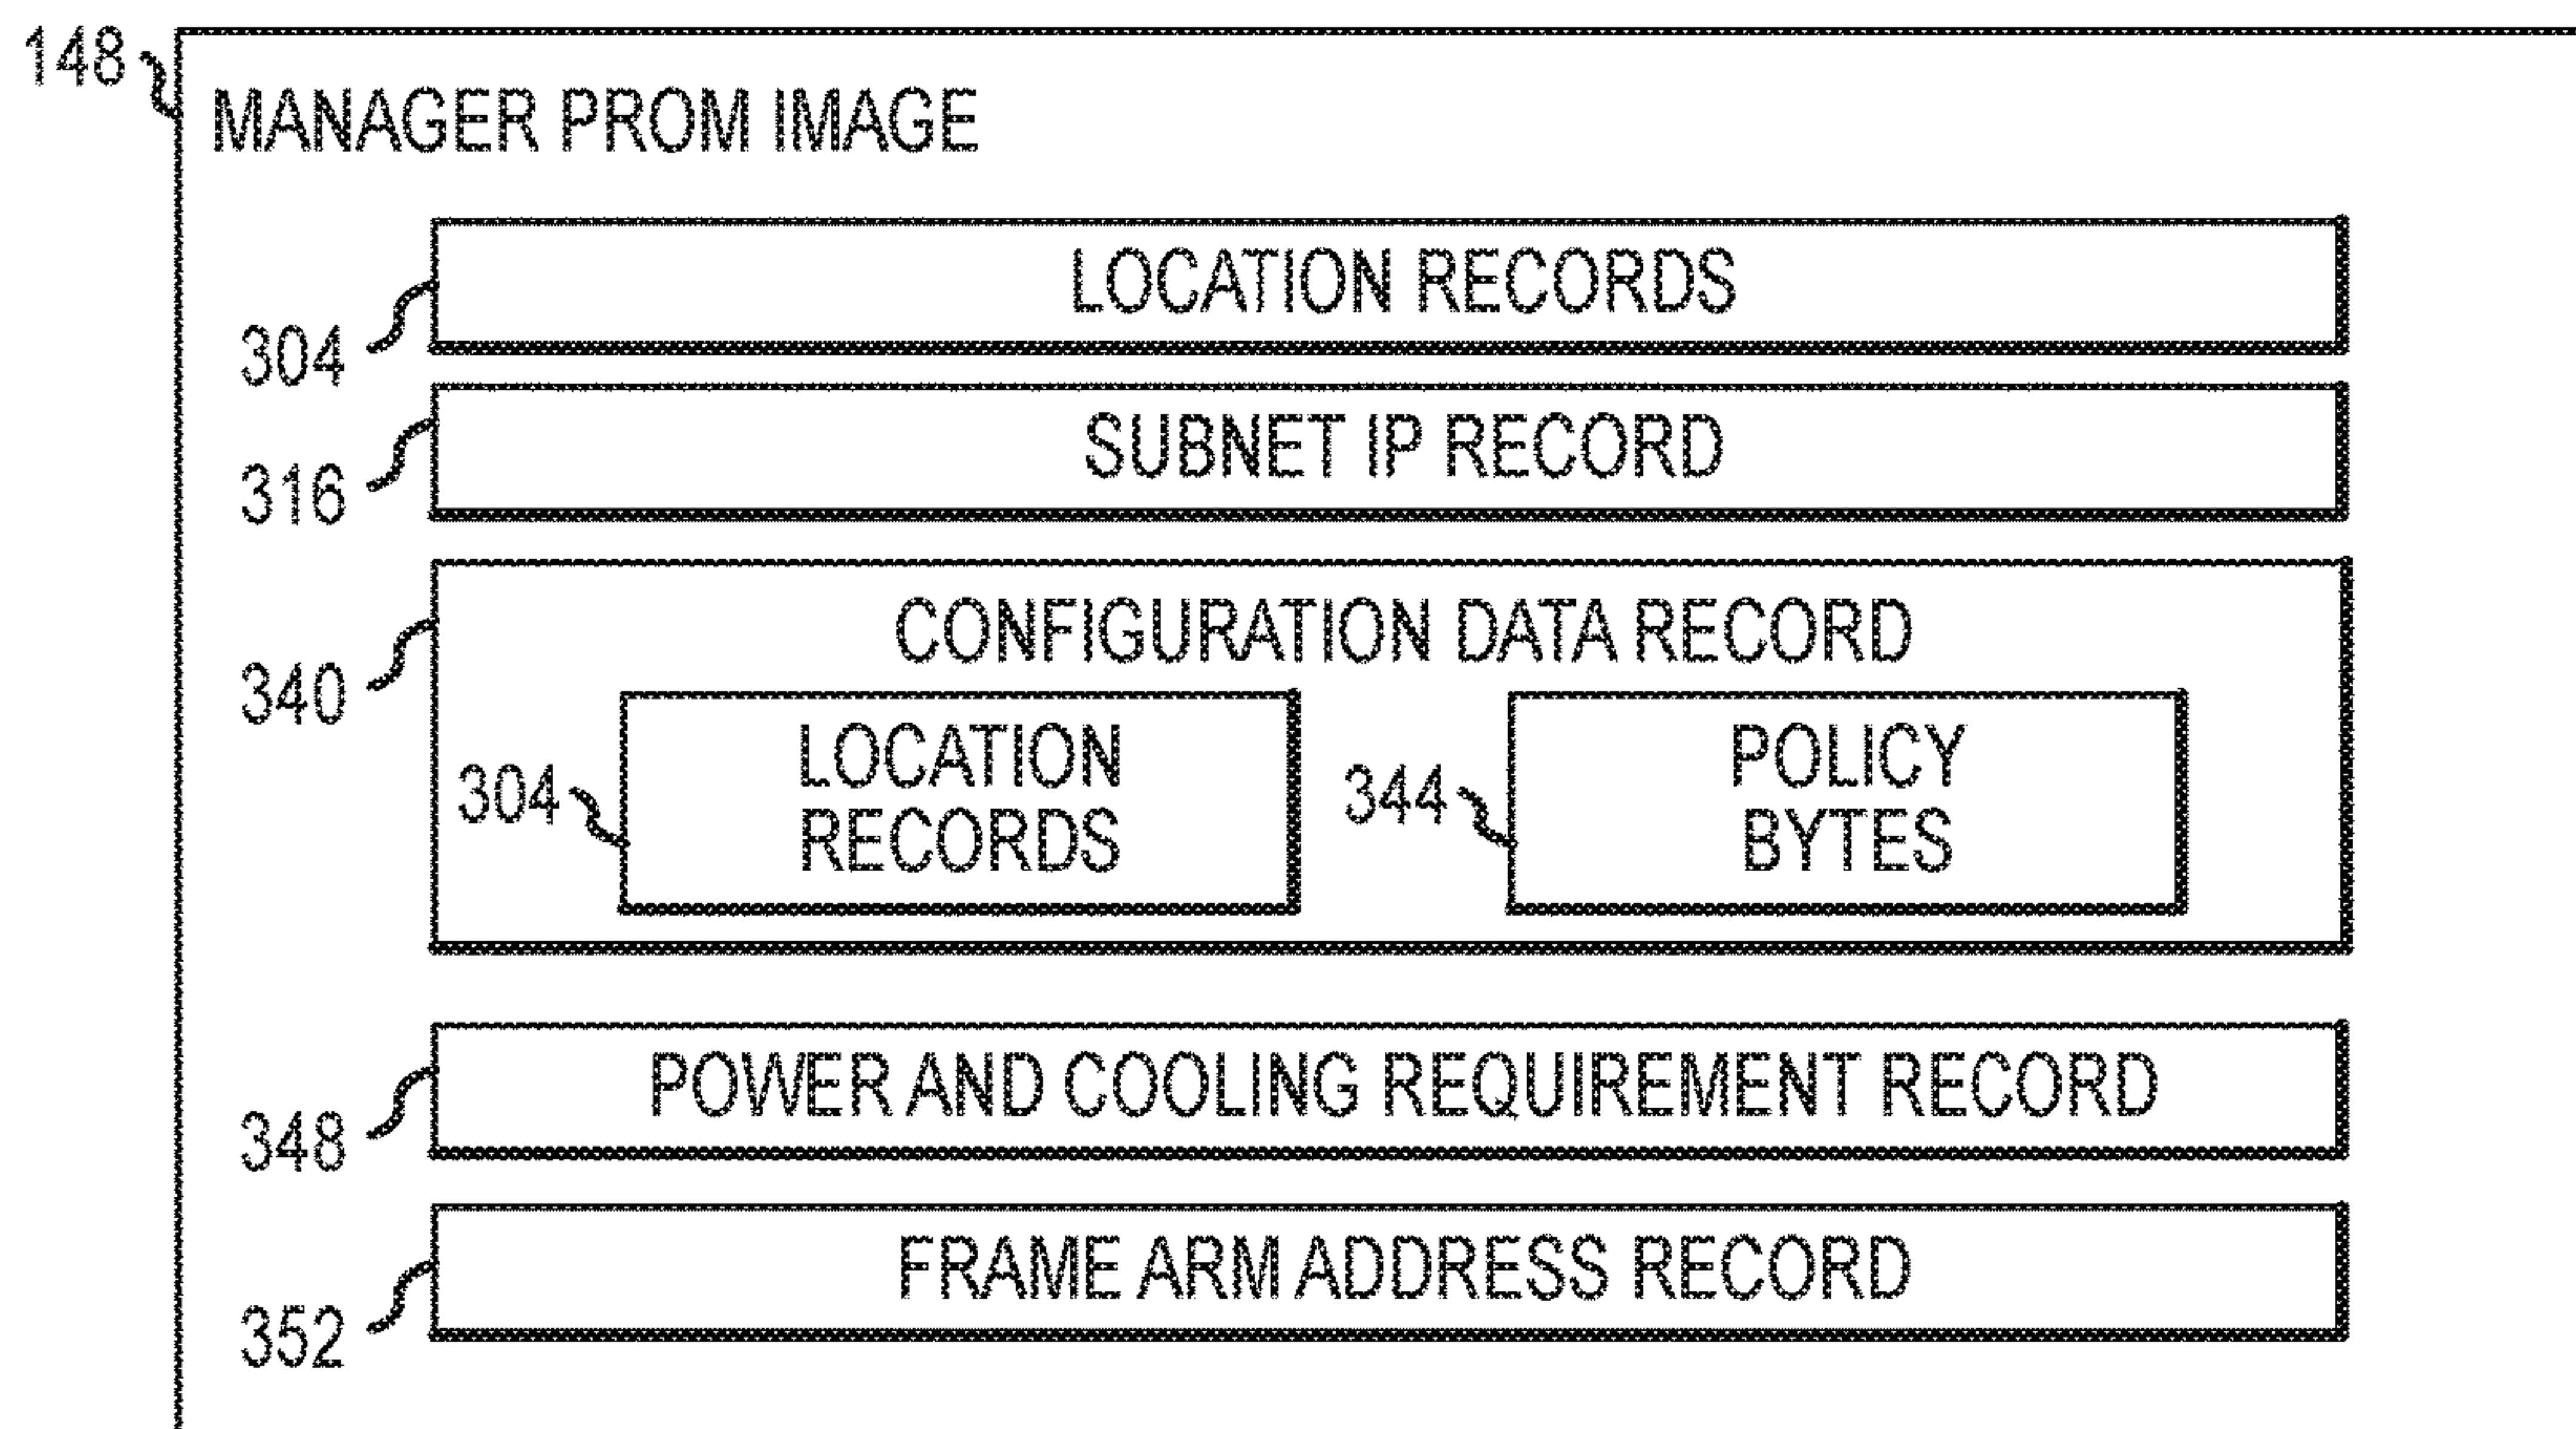 148
MANAGER PROM IMAGE
LOCATION RECORDS
304
SUBNET IP RECORD
316
CONFIGURATION DATA RECORD
340
304
LOCATION
RECORDS
344
POLICY
BYTES
POWER AND COOLING REQUIREMENT RECORD
348
FRAME ARM ADDRESS RECORD
352